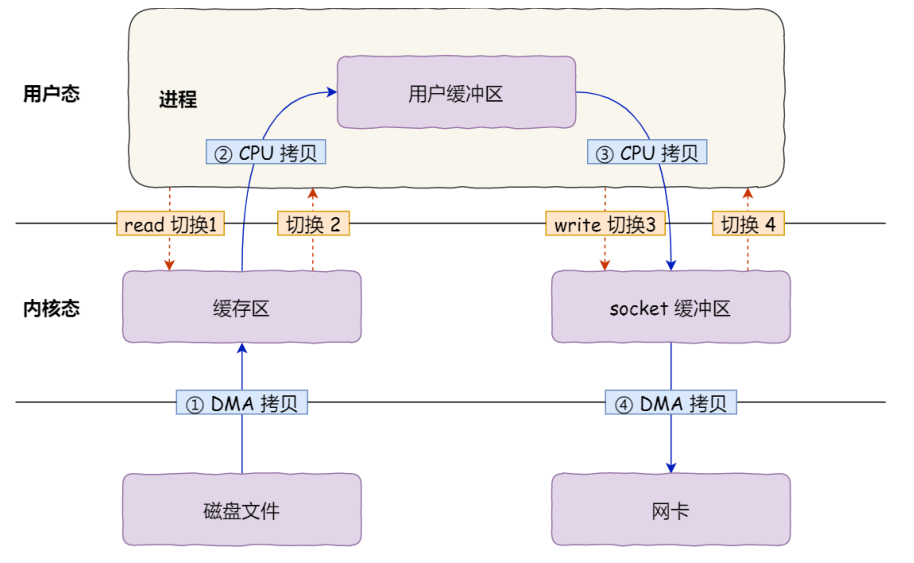 用户态
进程
用户缓冲区
② CPU 拷贝
③ CPU 拷贝
read 切换1
切换 2
write 切换3
切换 4
内核态
缓存区
socket 缓冲区
① DMA 拷贝
④ DMA 拷贝
磁盘文件
网卡